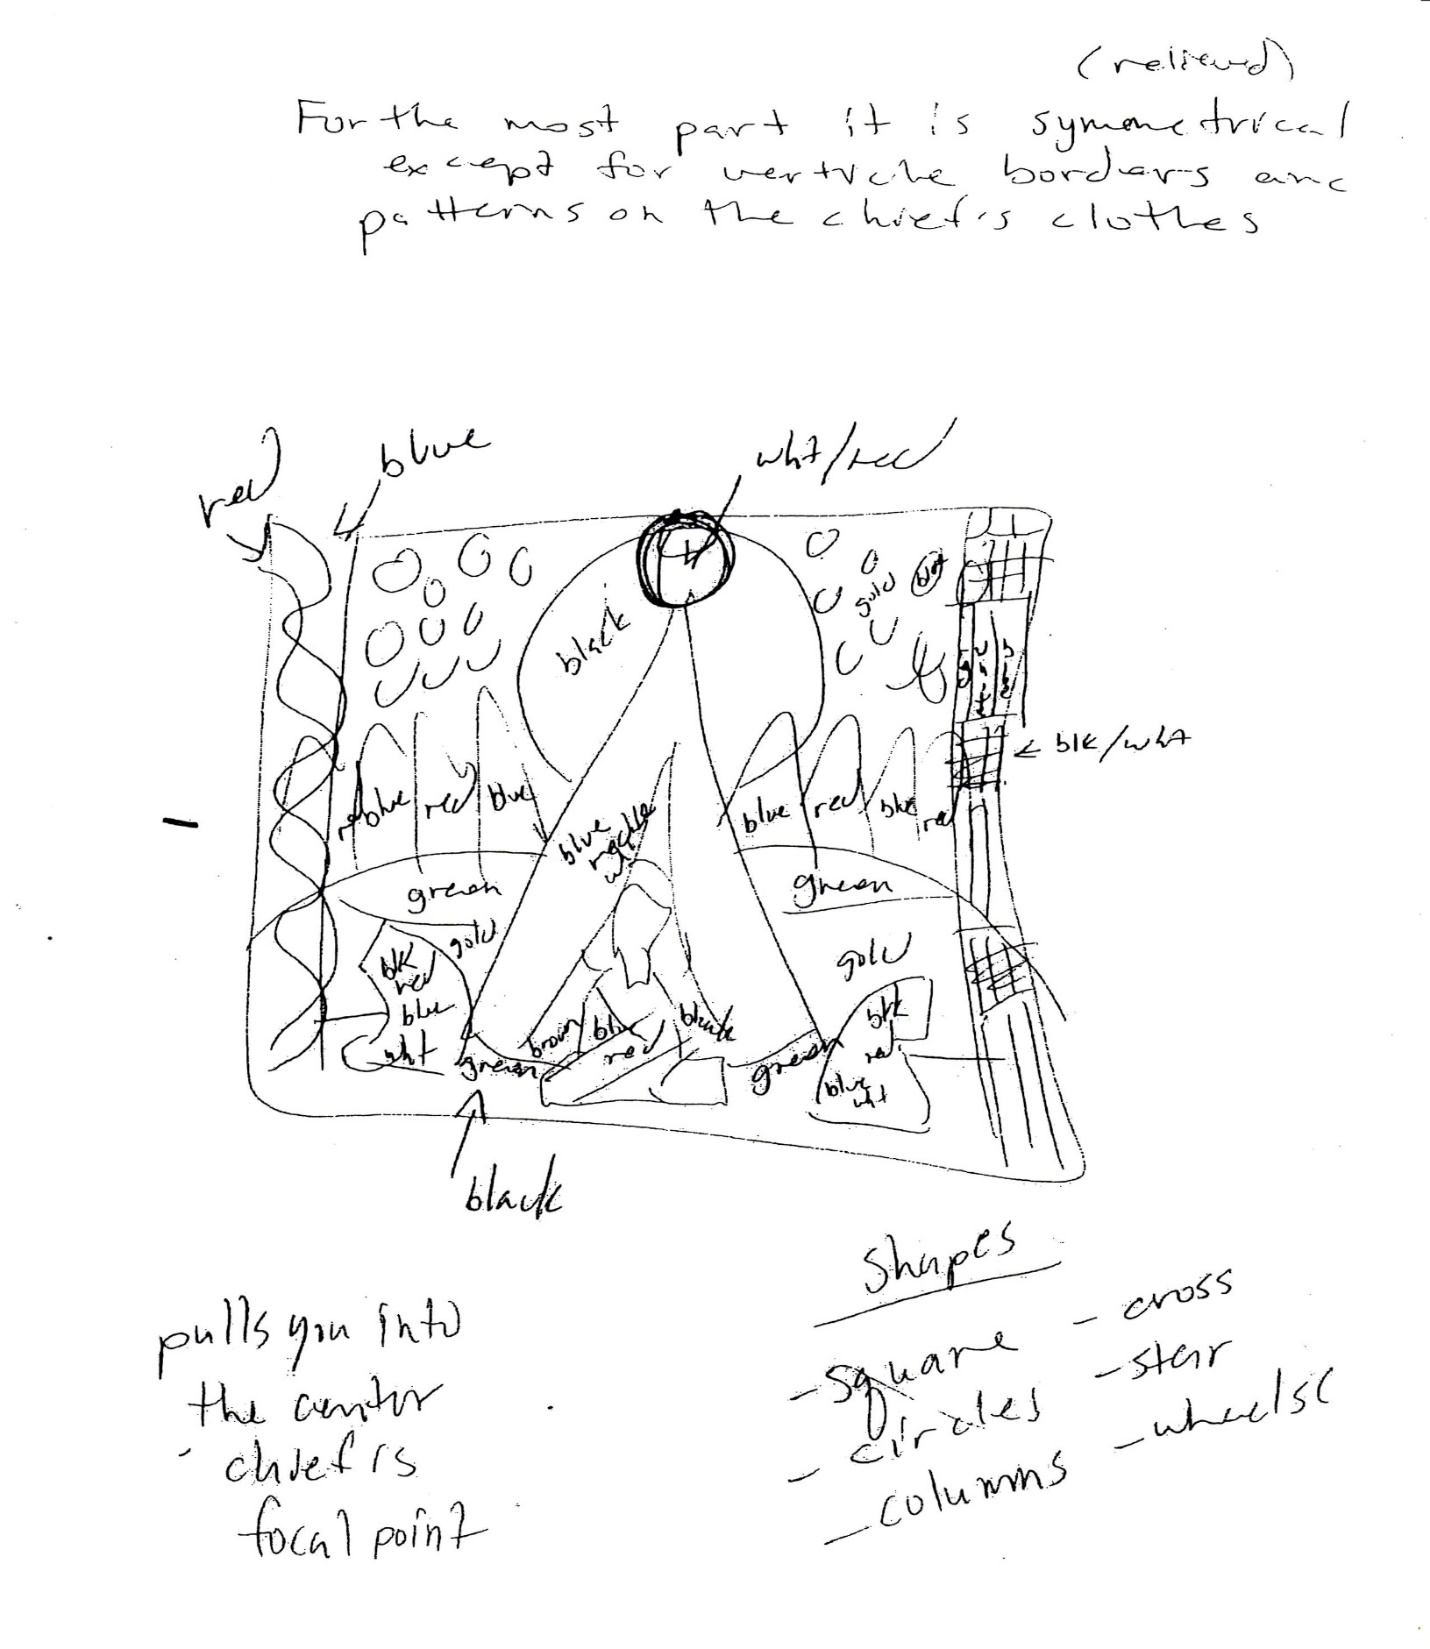 (relieved)
For the most part it is symmetrical
except for verticle borders and
patterns on the chief's clothes
red
blue
wht/red
black
gold
blk/wht
blue red blue
blue red blue red
blue
green
green
gold
gold
blk
red
blue
wht
blk
red
blue
wht
green brown blue red black green
black
pulls you into
the center
- chief is
focal point
Shapes
- square
- circles
- columns
- cross
- star
- wheels